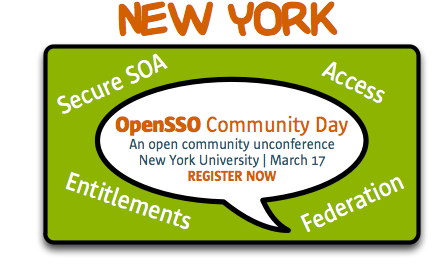 NEW YORK
Secure SOA
Access
OpenSSO Community Day
An open community unconference
New York University | March 17
REGISTER NOW
Entitlements
Federation